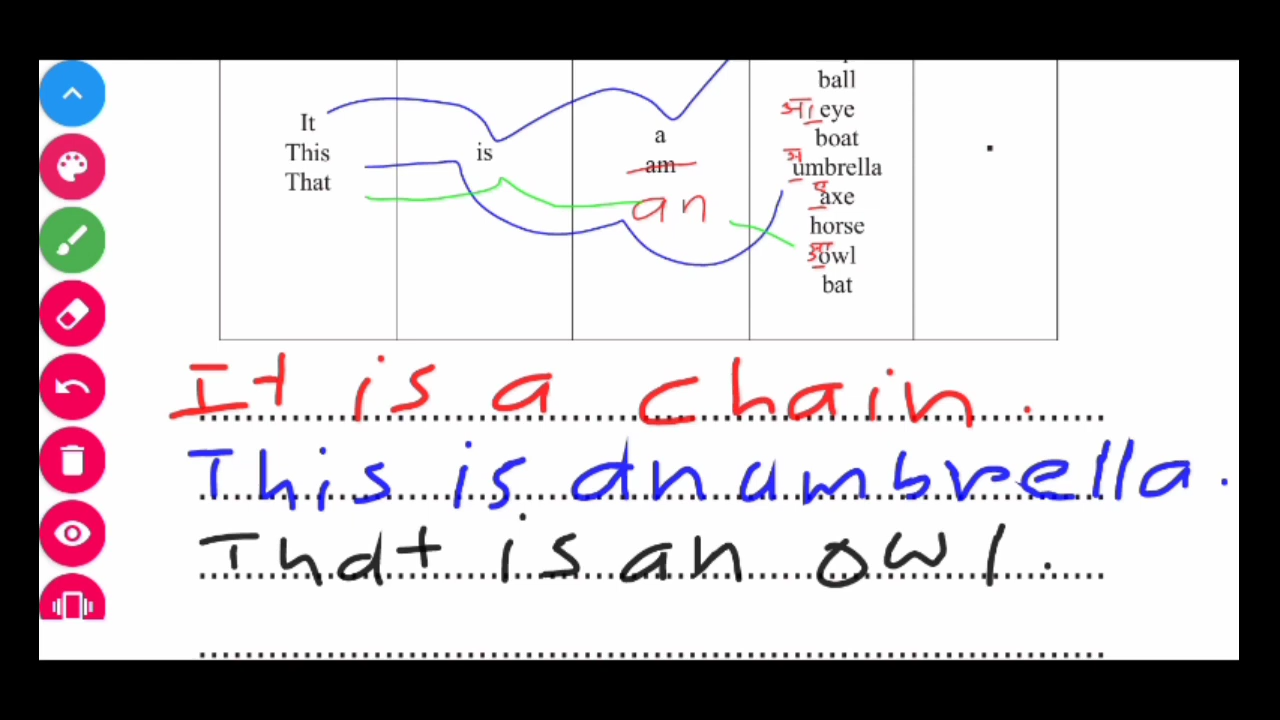 ball
It
आ eye
This
is
a
boat
That
am
अ umbrella
an
ए axe
horse
आ owl
bat
.
It is a chain.
This is an umbrella.
That is an owl.